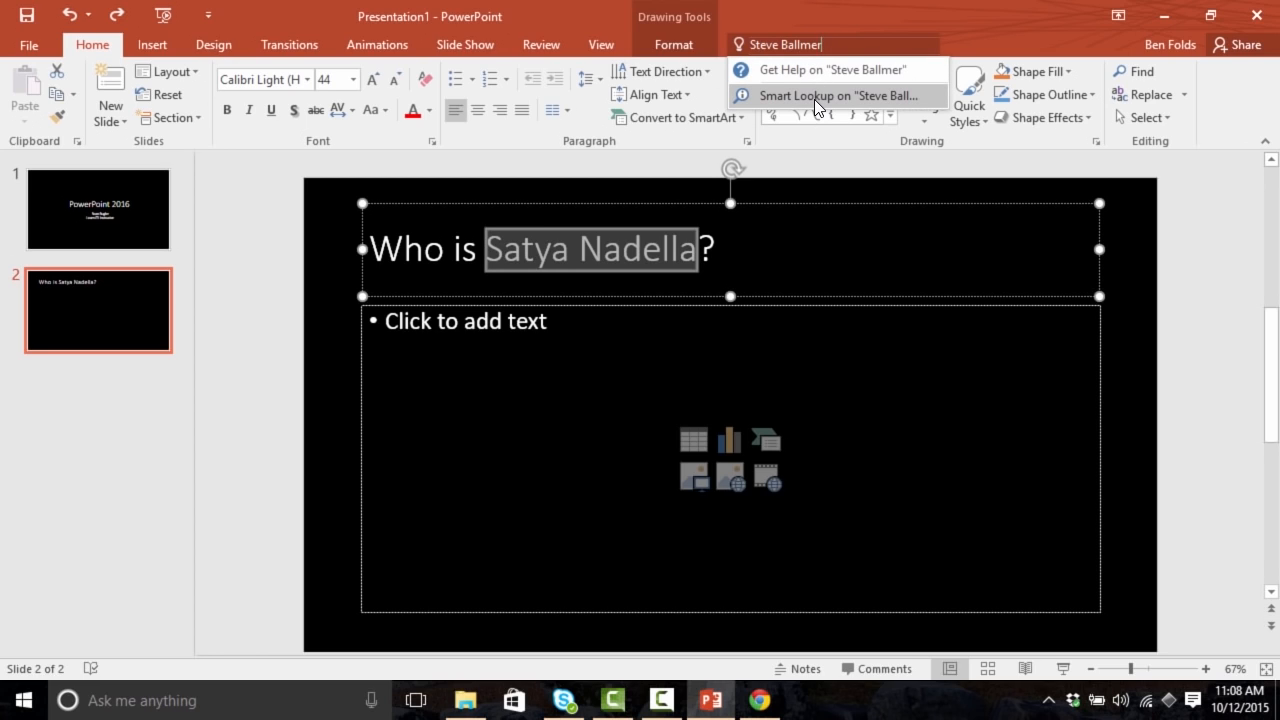 Presentation1 - PowerPoint
Drawing Tools
File Home Insert Design Transitions Animations Slide Show Review View Format Steve Ballmer Ben Folds Share
Get Help on "Steve Ballmer"
Smart Lookup on "Steve Ball...
Paste
New
Slide
Layout
Reset
Section
Calibri Light (H 44
B I U S abc AV Aa A
Text Direction
Align Text
Convert to SmartArt
Quick
Styles
Shape Fill
Shape Outline
Shape Effects
Find
Replace
Select
Clipboard Slides Font Paragraph Drawing Editing
1
PowerPoint 2016
2
Who is Satya Nadella?
Who is Satya Nadella?
• Click to add text
Slide 2 of 2 Notes Comments 67%
Ask me anything 11:08 AM
10/12/2015